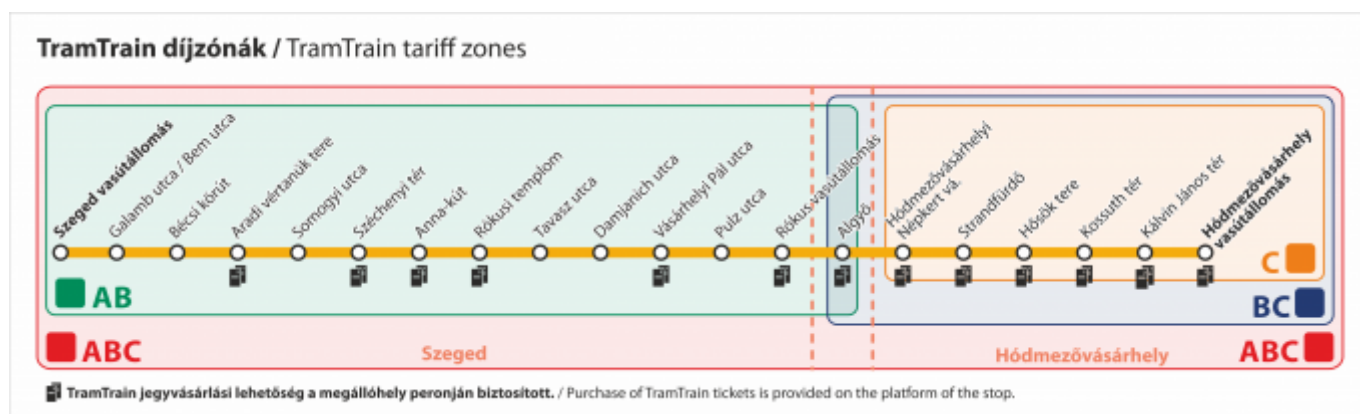 TramTrain díjzónák / TramTrain tariff zones
Szeged vasútállomás
Galamb utca / Bem utca
Bécsi körút
Aradi vértanúk tere
Somogyi utca
Széchenyi tér
Anna-kút
Rókusi templom
Tavasz utca
Damjanich utca
Vásárhelyi Pál utca
Pulz utca
Rókus vasútállomás
Algyő
Hódmezővásárhelyi
Népkert vá.
Strandfürdő
Hősök tere
Kossuth tér
Kálvin János tér
Hódmezővásárhely
vasútállomás
C
AB
BC
ABC
Szeged
Hódmezővásárhely
ABC
TramTrain jegyvásárlási lehetőség a megállóhely peronján biztosított. / Purchase of TramTrain tickets is provided on the platform of the stop.